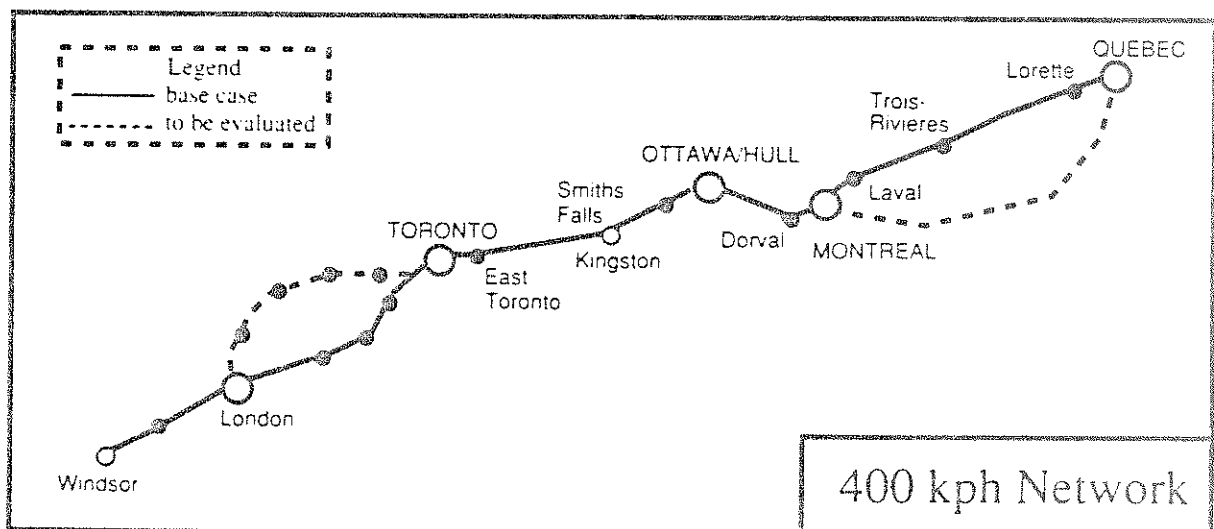 Legend
base case
to be evaluated
QUEBEC
Lorette
Trois-
Rivieres
OTTAWA/HULL
Smiths
Falls
Laval
Dorval
MONTREAL
TORONTO
Kingston
East
Toronto
London
Windsor
400 kph Network